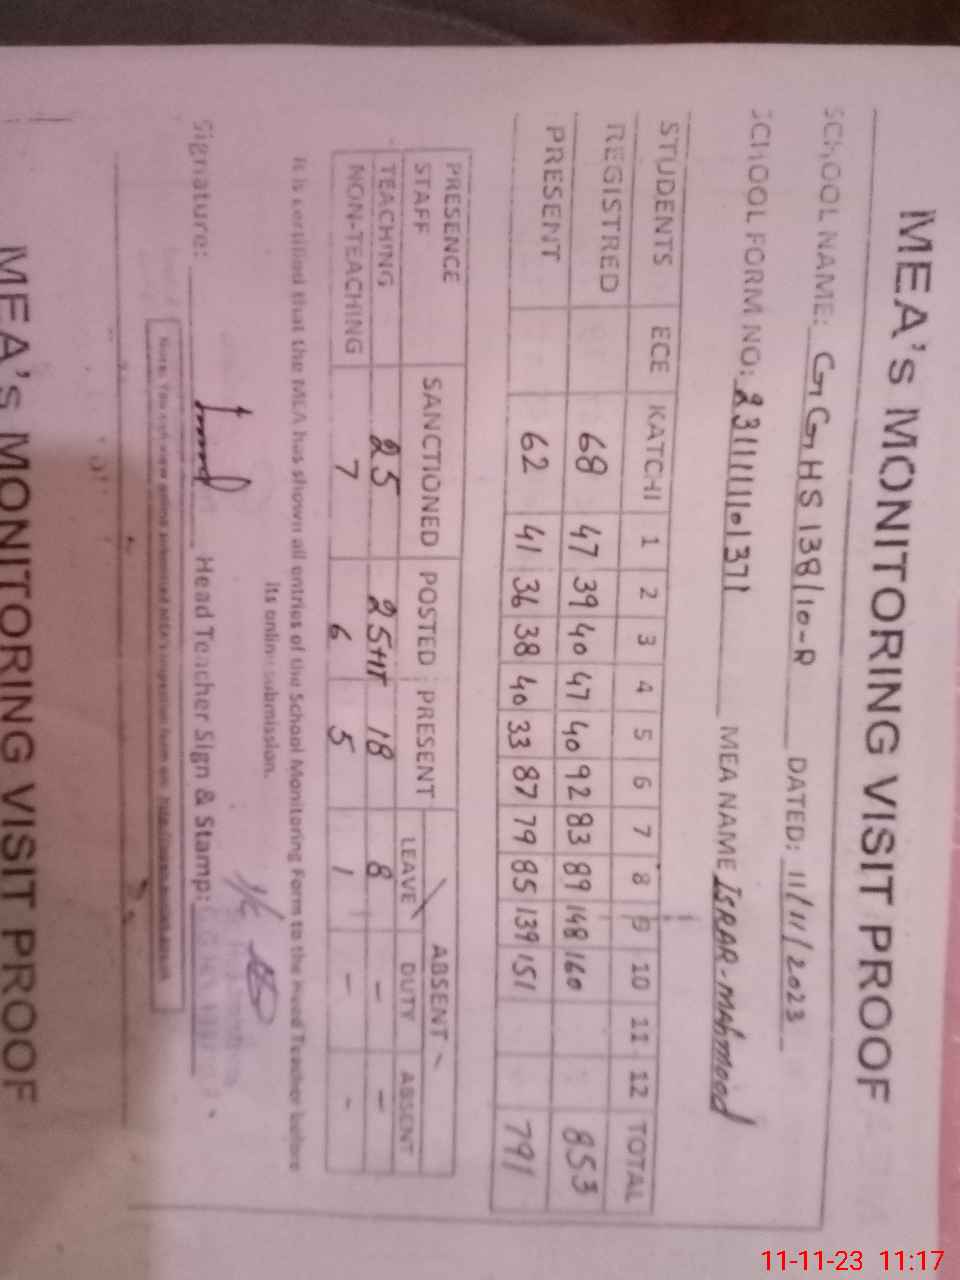 MEA'S MONITORING VISIT PROOF
SCHOOL NAME: GGHS 138/10-R DATED: 11/11/2023
SCHOOL FORM NO: MEA NAME ISRAR-MAHMOOD
STUDENTS ECE KATCHI 1 2 3 4 5 6 7 8 9 10 11 12 TOTAL
REGISTRED 68 47 39 40 47 40 92 83 89 148 160 853
PRESENT 62 41 36 38 40 33 87 79 85 139 151 791
PRESENCE ABSENT
STAFF SANCTIONED POSTED PRESENT LEAVE DUTY ABSENT
TEACHING 25 25+1T 18 8 - -
NON-TEACHING 7 6 5 1 - -
It is certified that the MEA has shown all entries of the School Monitoring Form to the Head Teacher before
its online submission.
Signature: Head Teacher Sign & Stamp:
MEA'S MONITORING VISIT PROOF
11-11-23 11:17